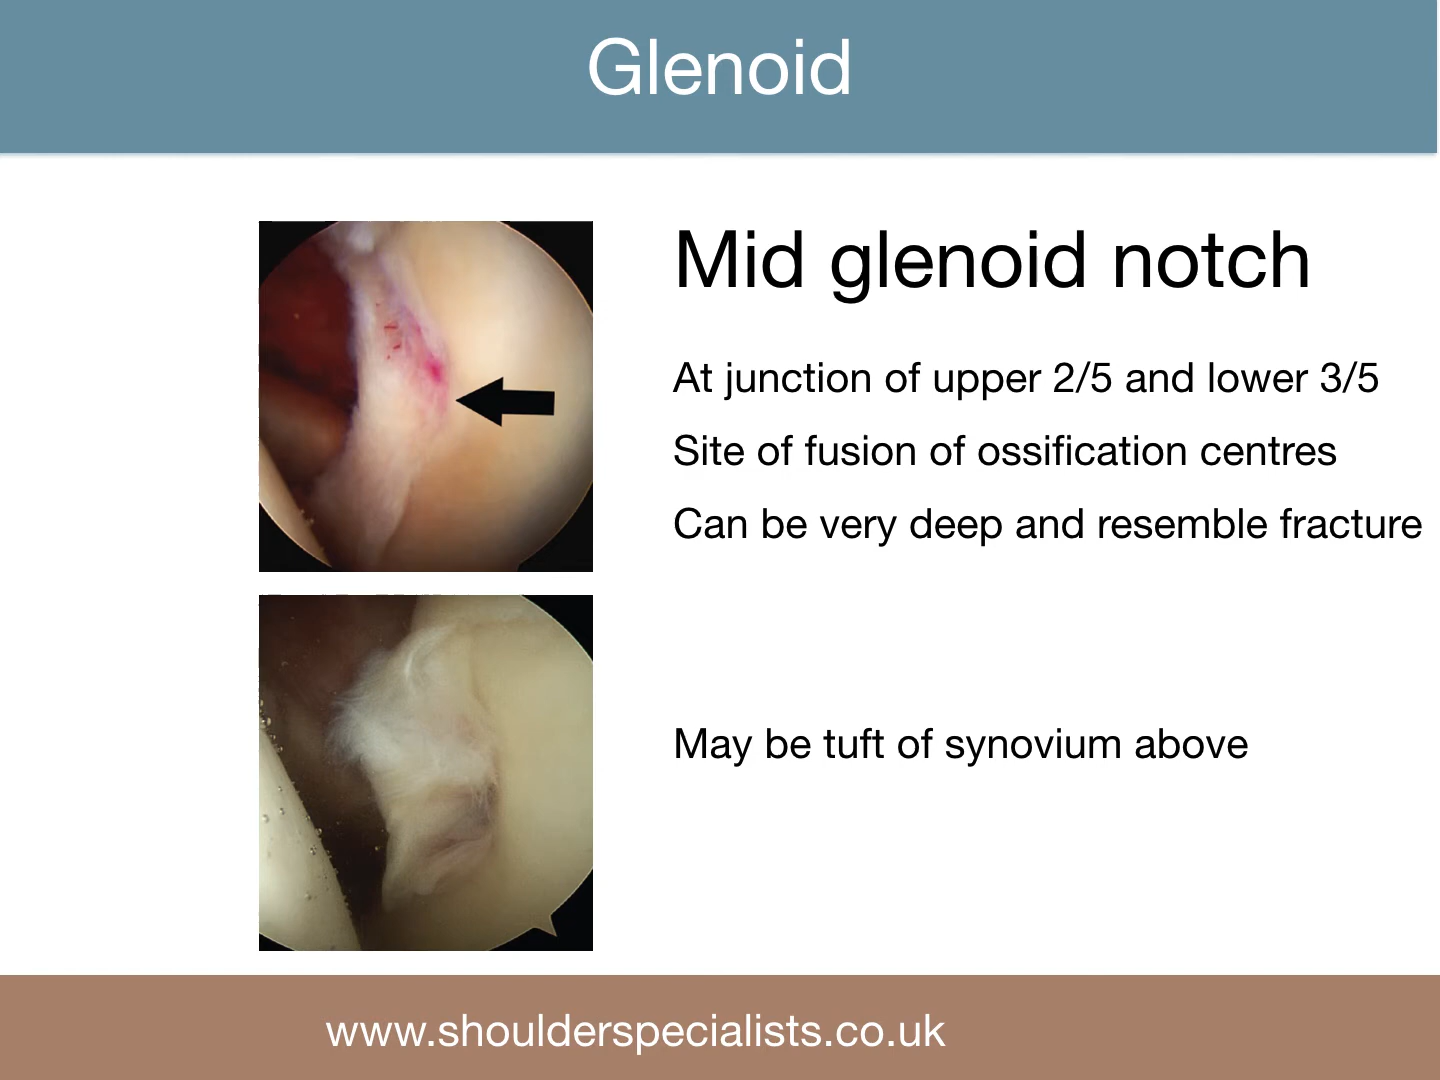 Glenoid
Mid glenoid notch
At junction of upper 2/5 and lower 3/5
Site of fusion of ossification centres
Can be very deep and resemble fracture
May be tuft of synovium above
www.shoulderspecialists.co.uk